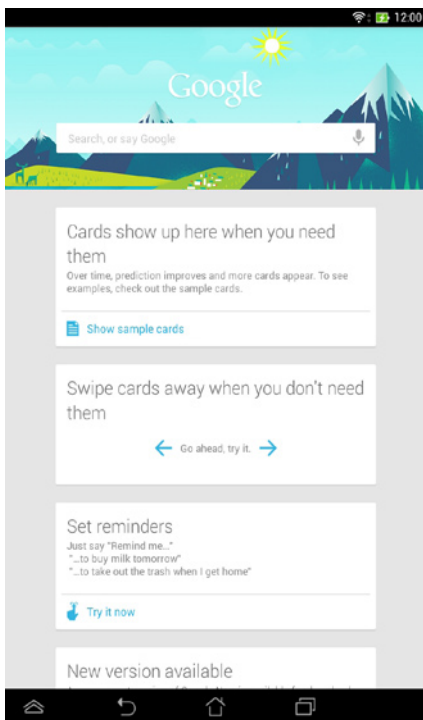 12:00
Google
Search, or say Google
Cards show up here when you need
them
Over time, prediction improves and more cards appear. To see
examples, check out the sample cards.
Show sample cards
Swipe cards away when you don't need
them
Go ahead, try it.
Set reminders
Just say "Remind me..."
"...to buy milk tomorrow"
"...to take out the trash when I get home"
Try it now
New version available